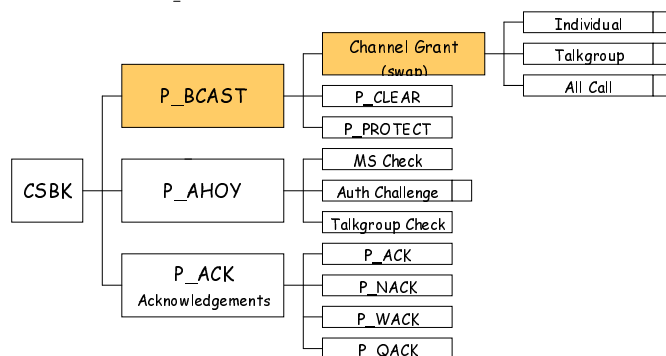 Channel Grant
(swap)
Individual
Talkgroup
All Call
P_BCAST
P_CLEAR
P_PROTECT
CSBK
P_AHOY
MS Check
Auth Challenge
Talkgroup Check
P_ACK
Acknowledgements
P_ACK
P_NACK
P_WACK
P_QACK